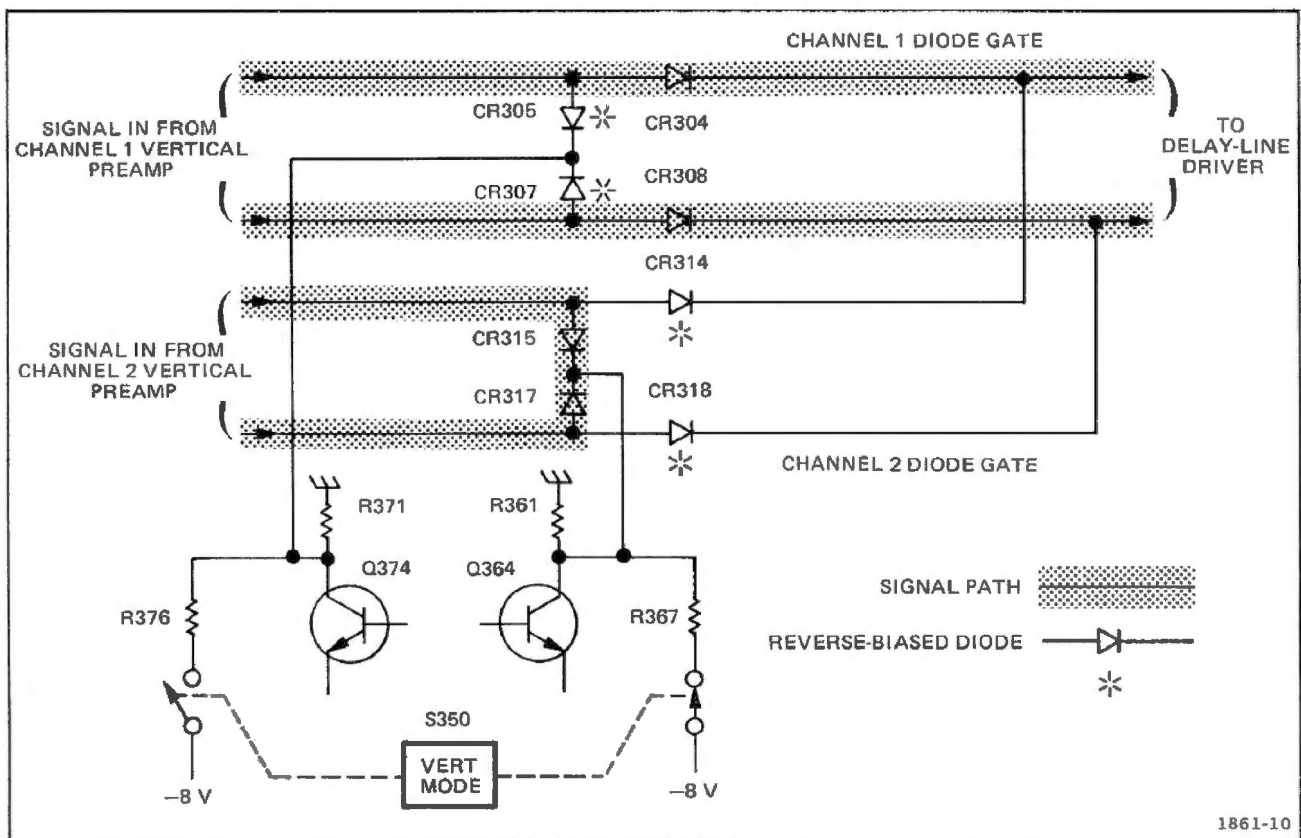 CHANNEL 1 DIODE GATE
SIGNAL IN FROM
CHANNEL 1 VERTICAL
PREAMP
CR305
CR304
TO
DELAY-LINE
DRIVER
CR307
CR308
CR314
SIGNAL IN FROM
CHANNEL 2 VERTICAL
PREAMP
CR315
CR317
CR318
CHANNEL 2 DIODE GATE
R371
R361
Q374
Q364
R376
R367
SIGNAL PATH
REVERSE-BIASED DIODE
S350
VERT
MODE
−8 V
−8 V
1861-10